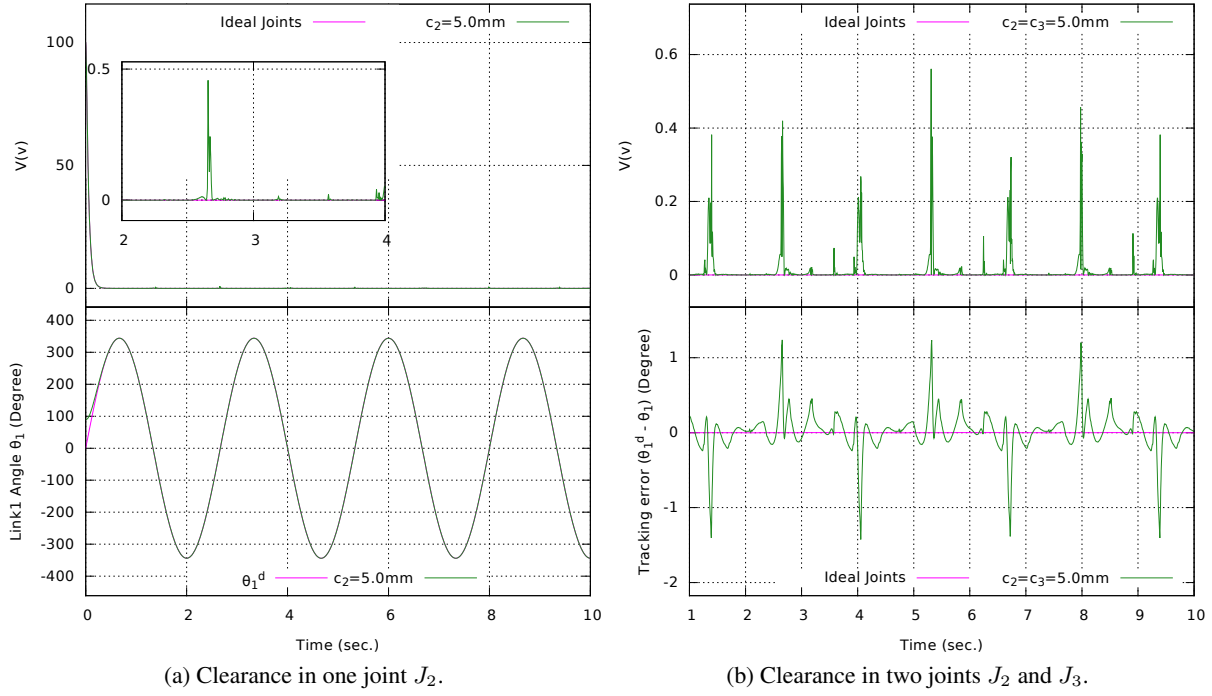 Ideal Joints c₂=5.0mm
V(v)
100
50
0
0.5
0
2 3 4
Link1 Angle θ₁ (Degree)
400
300
200
100
0
-100
-200
-300
-400
θ₁ᵈ c₂=5.0mm
0 2 4 6 8 10
Time (sec.)
(a) Clearance in one joint J₂.
Ideal Joints c₂=c₃=5.0mm
V(v)
0.6
0.4
0.2
0
Tracking error (θ₁ᵈ - θ₁) (Degree)
1
0
-1
-2
Ideal Joints c₂=c₃=5.0mm
1 2 3 4 5 6 7 8 9 10
Time (sec.)
(b) Clearance in two joints J₂ and J₃.